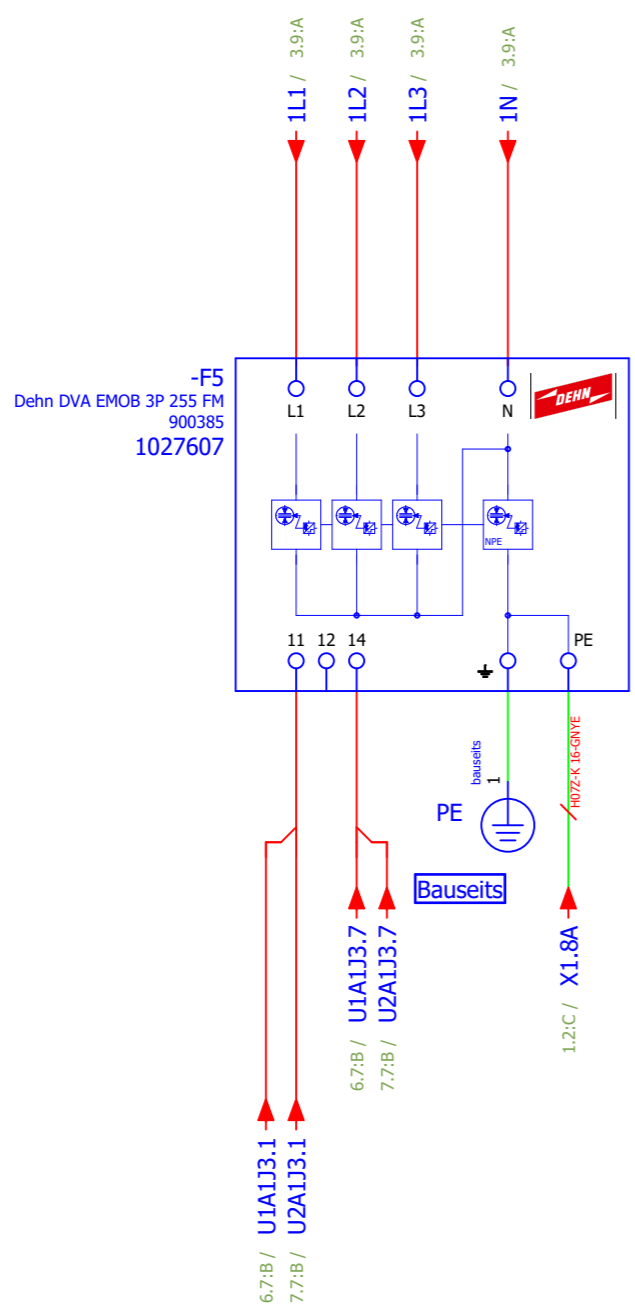 1L1 / 3.9:A
1L2 / 3.9:A
1L3 / 3.9:A
1N / 3.9:A
-F5
Dehn DVA EMOB 3P 255 FM
900385
1027607
L1
L2
L3
N
DEHN
NPE
11
12
14
PE
bauseits
1
PE
H07Z-K 16-GNYE
Bauseits
6.7:B / U1A1J3.7
7.7:B / U2A1J3.7
1.2:C / X1.8A
6.7:B / U1A1J3.1
7.7:B / U2A1J3.1